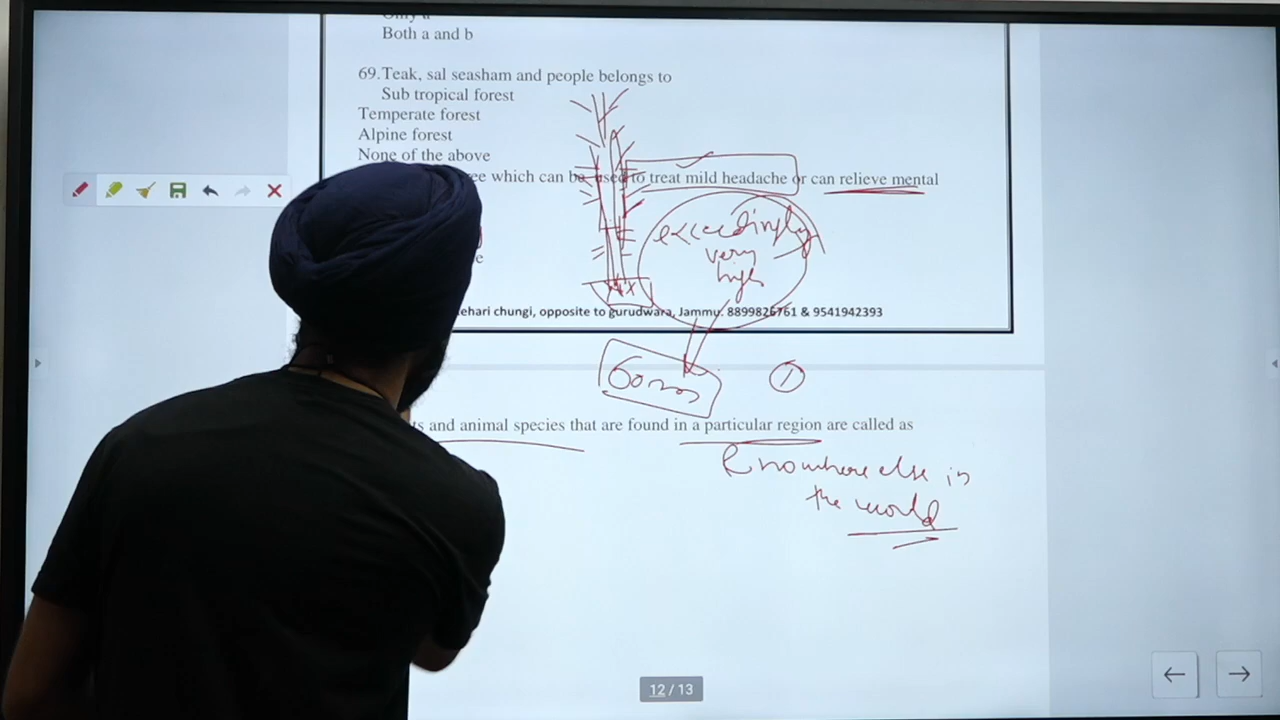 Both a and b
69.Teak, sal seasham and people belongs to
Sub tropical forest
Temperate forest
Alpine forest
None of the above
which can be used to treat mild headache or can relieve mental
exceedingly
very
high
ehari chungi, opposite to gurudwara, Jammu. 8899826761 & 9541942393
1
and animal species that are found in a particular region are called as
& nowhere else in
the world
12 / 13